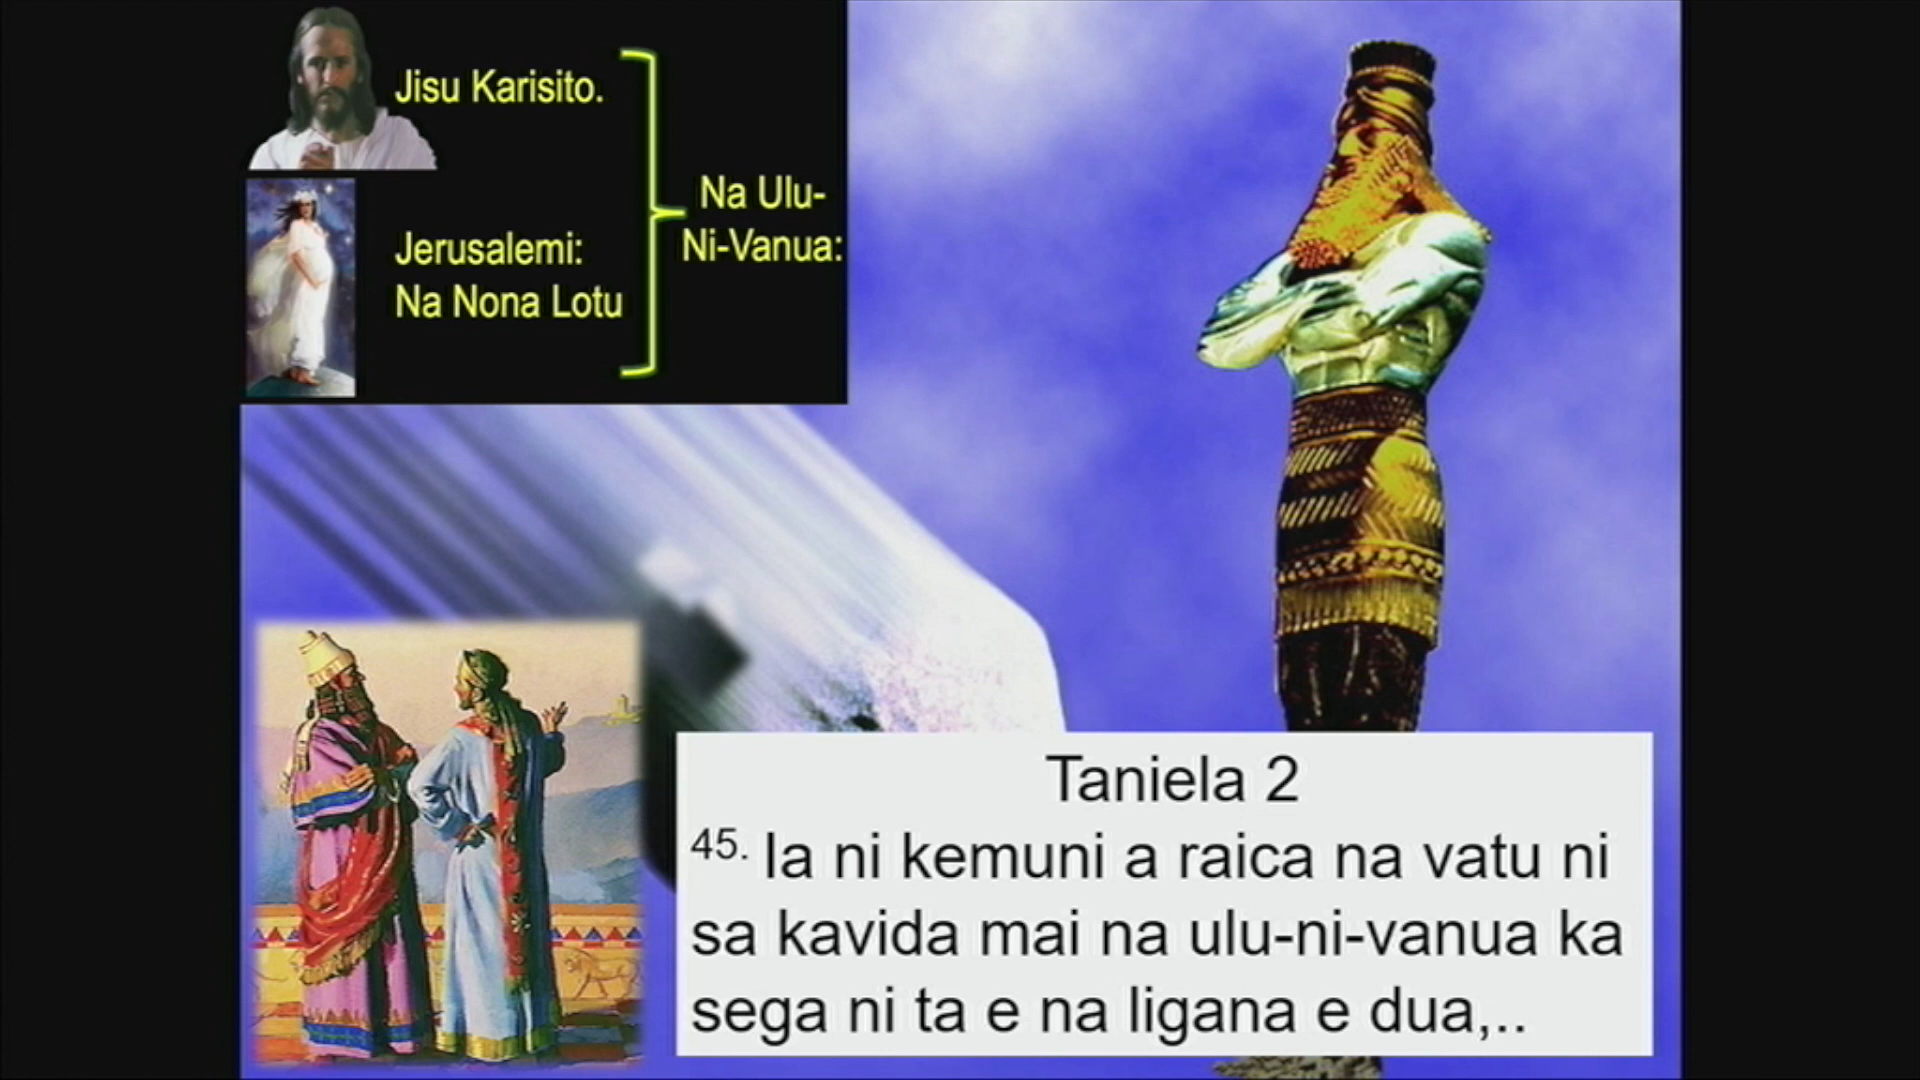 Jisu Karisito.
Jerusalemi:
Na Nona Lotu
Na Ulu-
Ni-Vanua:
Taniela 2
45. Ia ni kemuni a raica na vatu ni
sa kavida mai na ulu-ni-vanua ka
sega ni ta e na ligana e dua,..